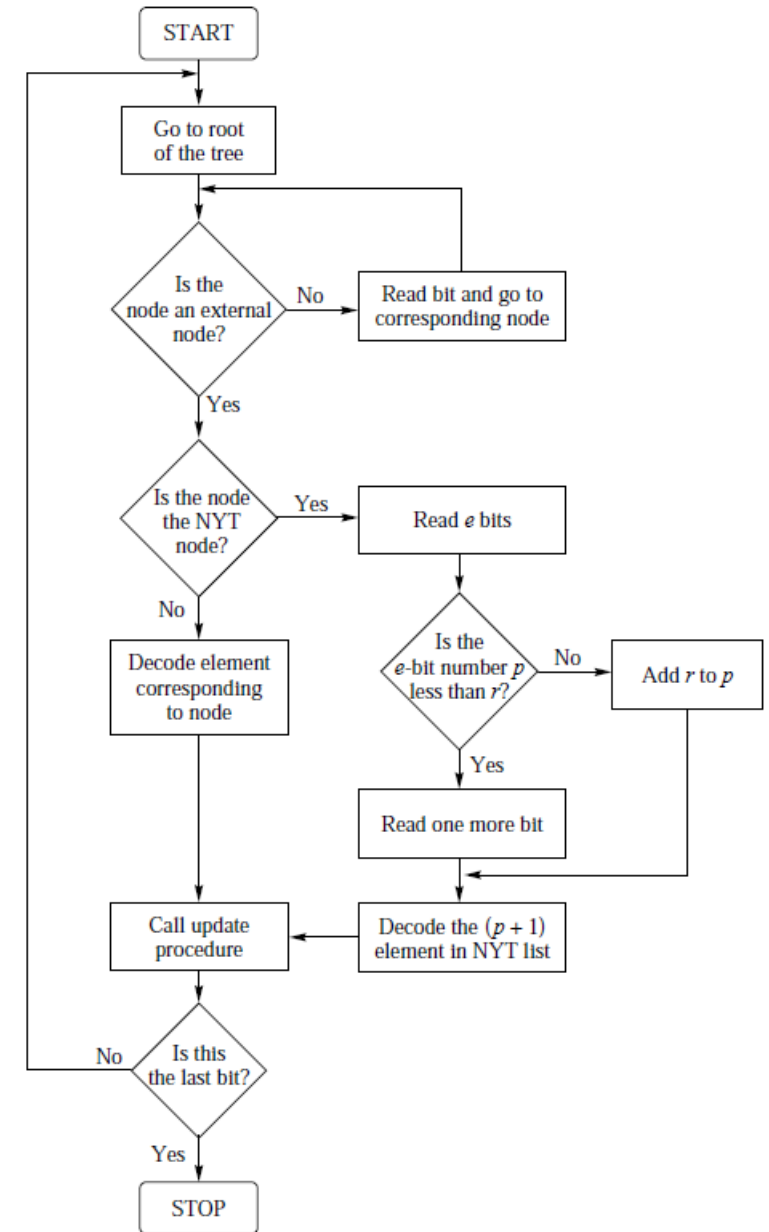 START
Go to root
of the tree
Is the
node an external
node?
No
Read bit and go to
corresponding node
Yes
Is the node
the NYT
node?
Yes
Read e bits
No
Is the
e-bit number p
less than r?
No
Add r to p
Decode element
corresponding
to node
Yes
Read one more bit
Call update
procedure
Decode the (p + 1)
element in NYT list
No
Is this
the last bit?
Yes
STOP